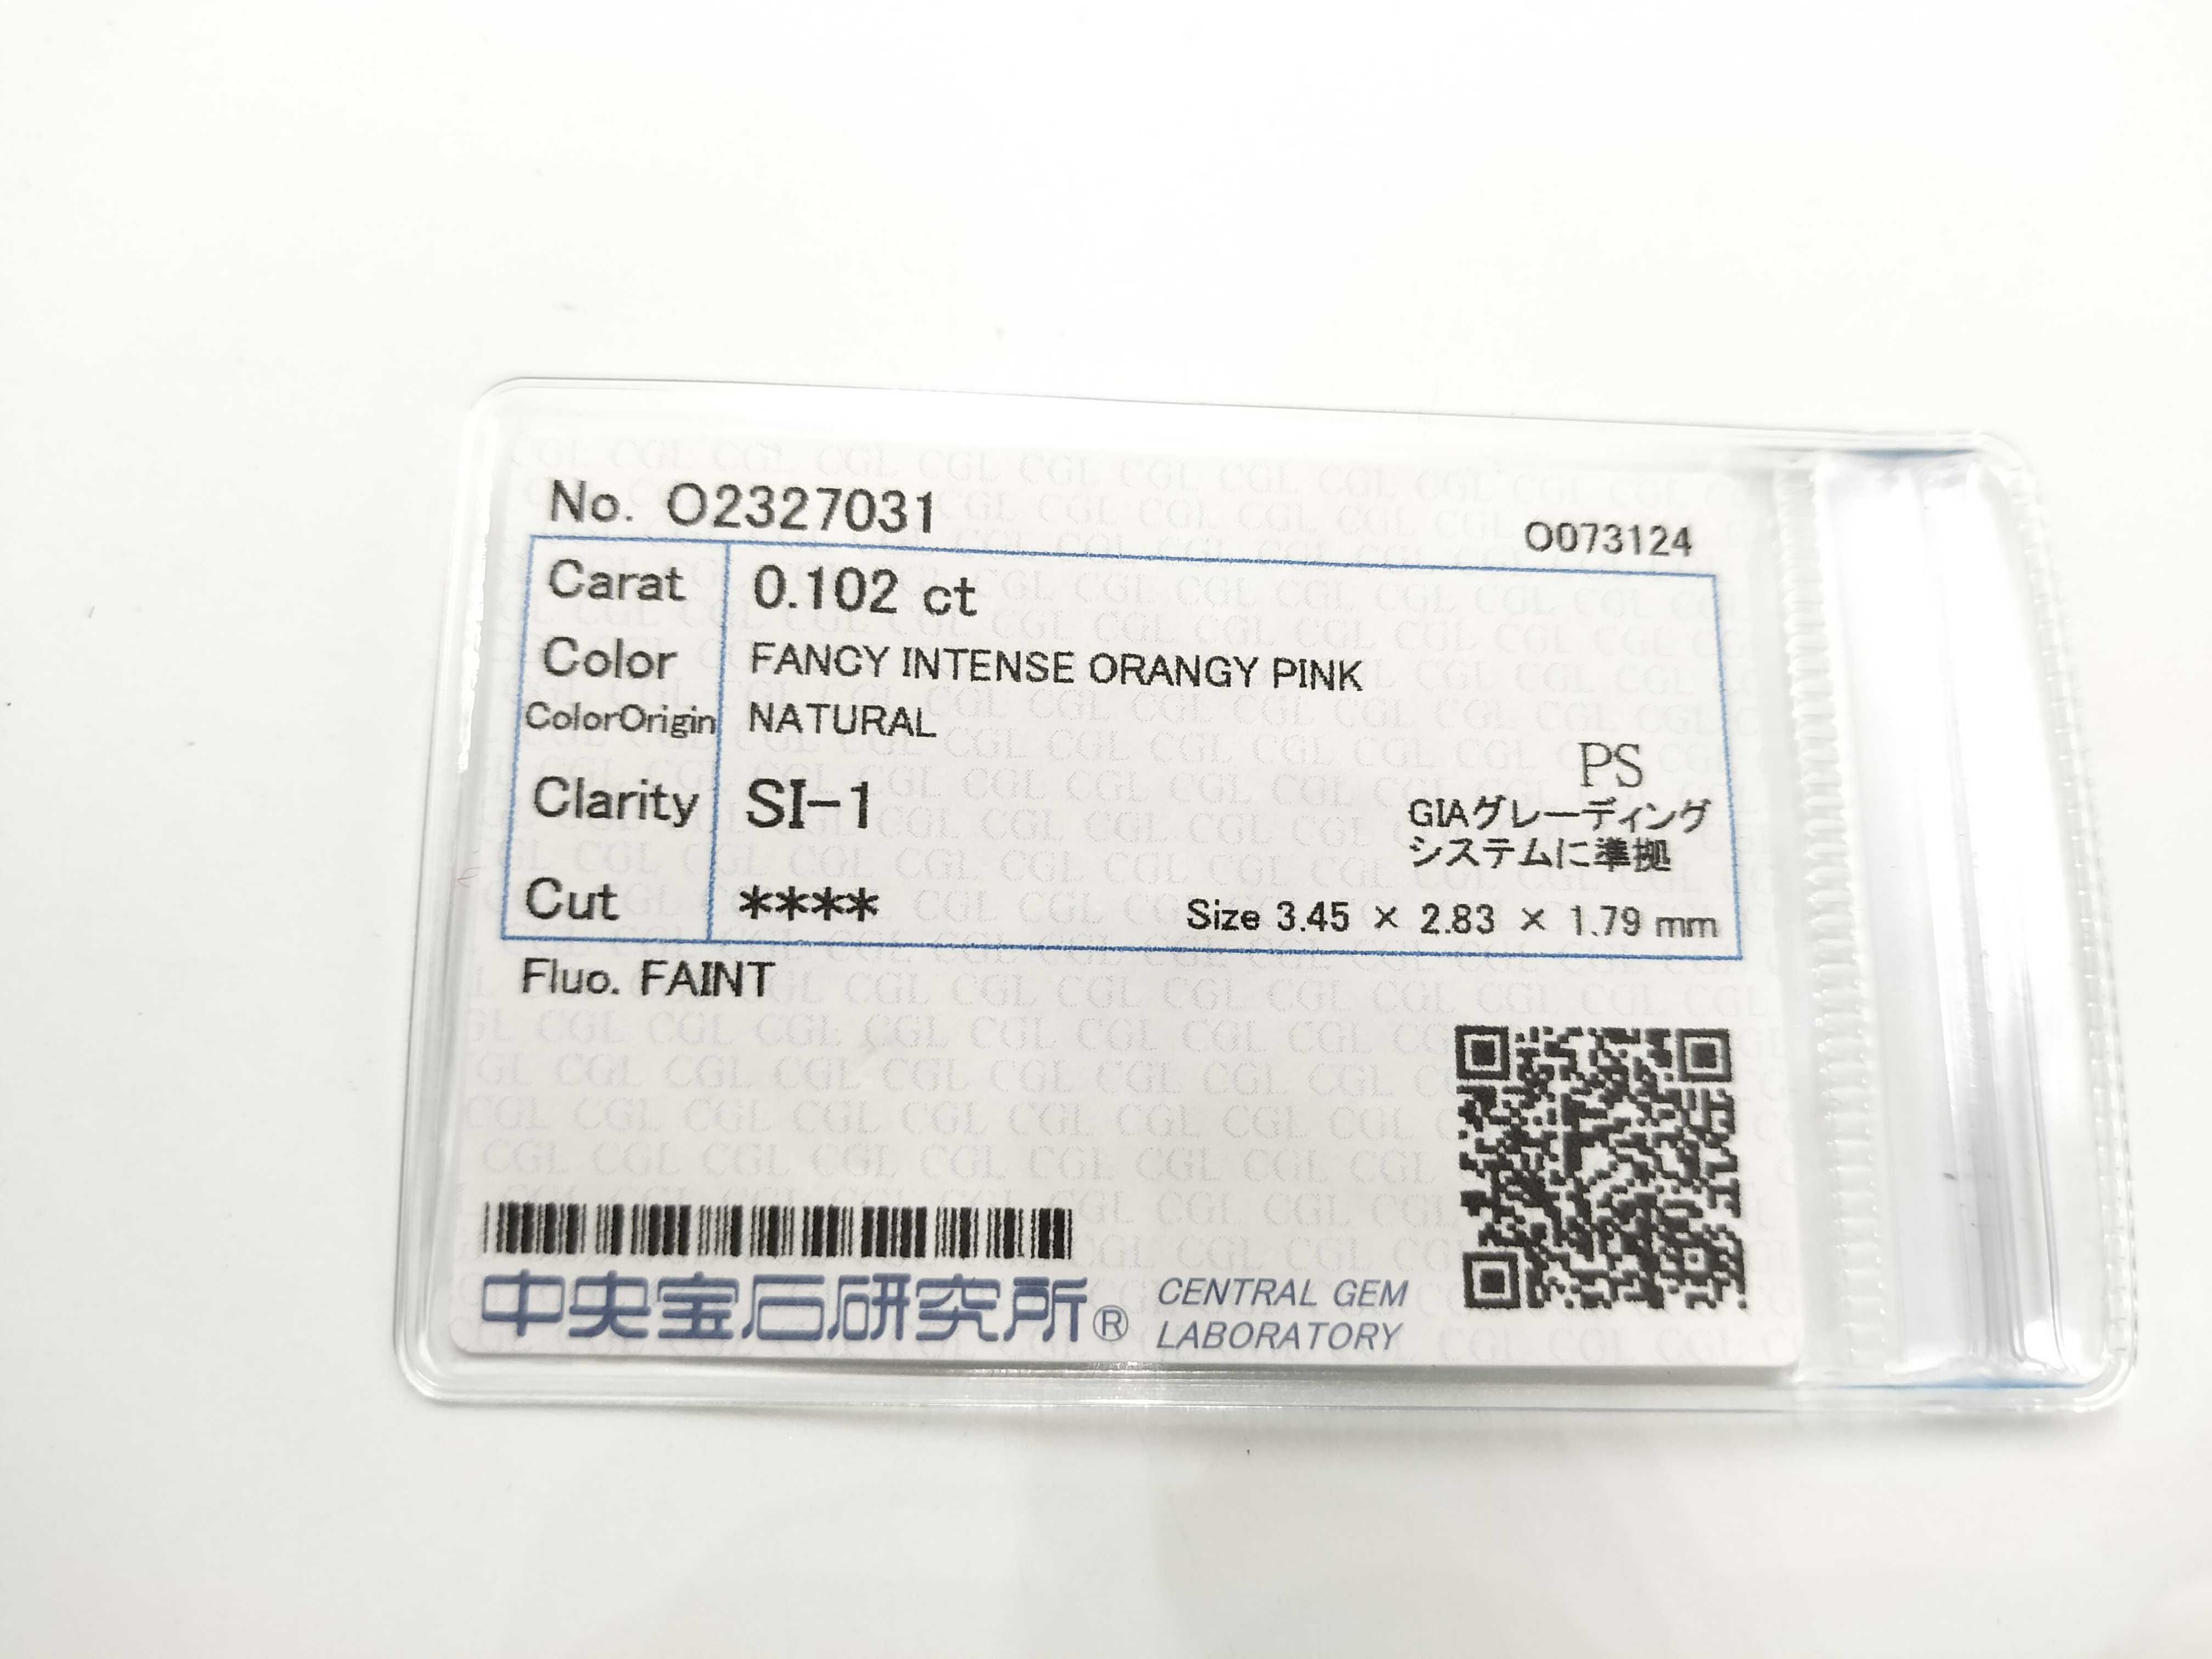 No. O2327031
O073124
Carat 0.102 ct
Color FANCY INTENSE ORANGY PINK
ColorOrigin NATURAL
PS
Clarity SI-1
GIAグレーディング
システムに準拠
Cut ****
Size 3.45 × 2.83 × 1.79 mm
Fluo. FAINT
中央宝石研究所®
CENTRAL GEM
LABORATORY